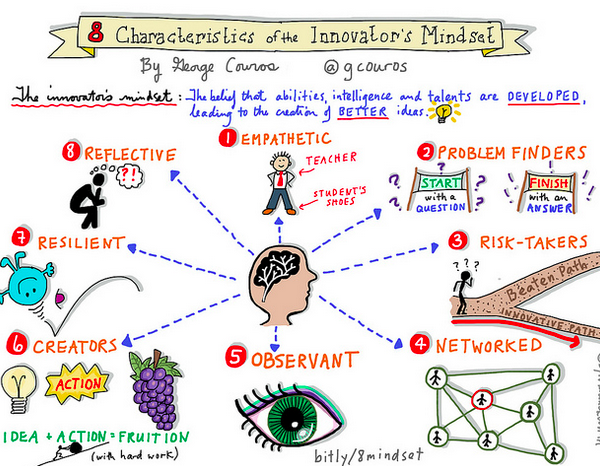 8 Characteristics of the Innovator's Mindset
By George Couros @gcouros
The innovator's mindset: The belief that abilities, intelligence and talents are DEVELOPED,
leading to the creation of BETTER ideas.
1 EMPATHETIC
TEACHER
STUDENT'S
SHOES
2 PROBLEM FINDERS
START
with a
QUESTION
FINISH
with an
ANSWER
? ? ? ? ? ?
3 RISK-TAKERS
? ? ?
Beaten Path
INNOVATIVE PATH
4 NETWORKED
5 OBSERVANT
bitly/8mindset
6 CREATORS
ACTION
IDEA + ACTION = FRUITION
(with hard work)
7 RESILIENT
8 REFLECTIVE
?!